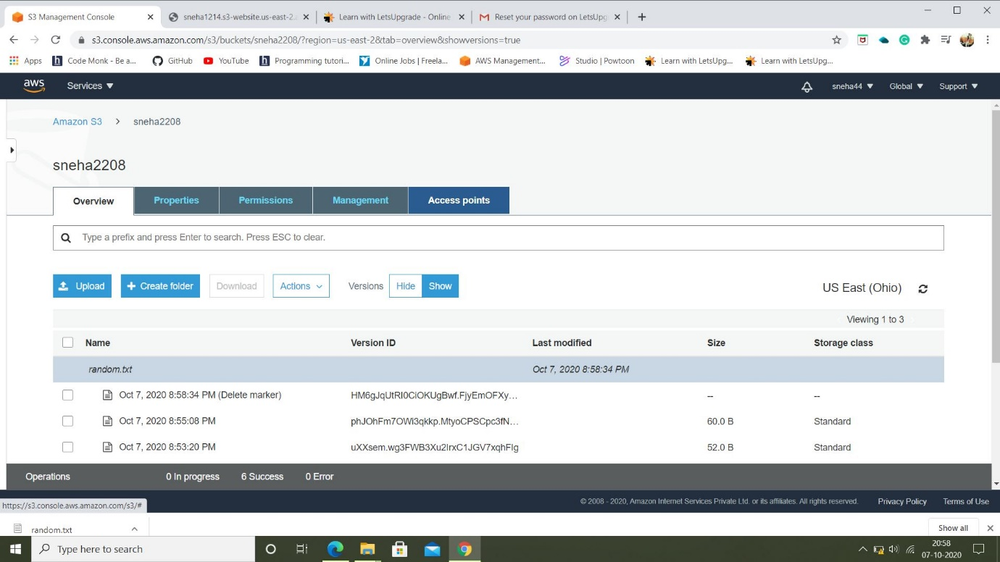 S3 Management Console
sneha1214.s3-website.us-east-2.a
Learn with LetsUpgrade - Online
Reset your password on LetsUpg
s3.console.aws.amazon.com/s3/buckets/sneha2208/?region=us-east-2&tab=overview&showversions=true
Apps Code Monk - Be a... GitHub YouTube Programming tutori... Online Jobs | Freela... AWS Management... Studio | Powtoon Learn with LetsUpg... Learn with LetsUpg...
aws Services sneha44 Global Support
Amazon S3 > sneha2208
sneha2208
Overview Properties Permissions Management Access points
Type a prefix and press Enter to search. Press ESC to clear.
Upload + Create folder Download Actions Versions Hide Show US East (Ohio)
Viewing 1 to 3
Name Version ID Last modified Size Storage class
random.txt Oct 7, 2020 8:58:34 PM
Oct 7, 2020 8:58:34 PM (Delete marker) HM6gJqUtRI0CiOKUgBwf.FjyEmOFXy... -- --
Oct 7, 2020 8:55:08 PM phJOhFm7OWi3qkkp.MtyoCPSCpc3fN... 60.0 B Standard
Oct 7, 2020 8:53:20 PM uXXsem.wg3FWB3Xu2IrxC1JGV7xqhFIg 52.0 B Standard
Operations 0 In progress 6 Success 0 Error
https://s3.console.aws.amazon.com/s3/#
© 2008 - 2020, Amazon Internet Services Private Ltd. or its affiliates. All rights reserved. Privacy Policy Terms of Use
random.txt Show all
Type here to search
20:58
07-10-2020